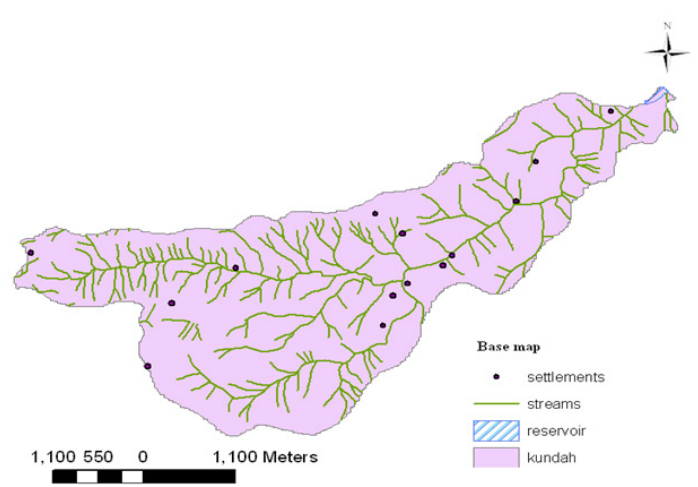 N
Base map
settlements
streams
reservoir
kundah
1,100 550 0 1,100 Meters